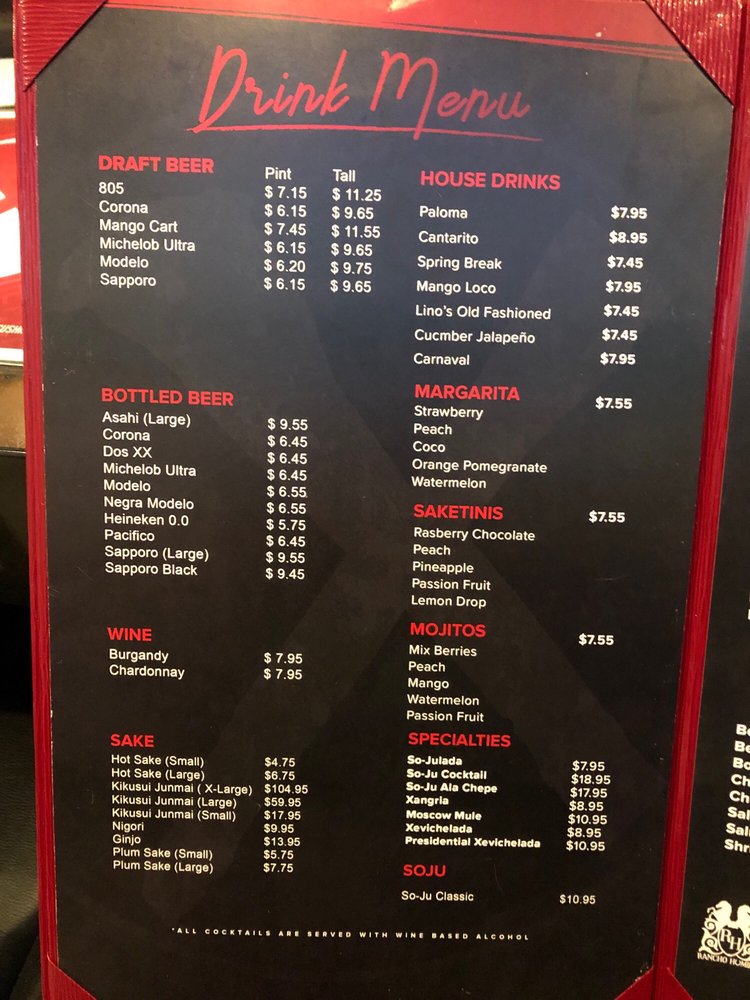 Drink Menu
DRAFT BEER Pint Tall
805 $ 7.15 $ 11.25
Corona $ 6.15 $ 9.65
Mango Cart $ 7.45 $ 11.55
Michelob Ultra $ 6.15 $ 9.65
Modelo $ 6.20 $ 9.75
Sapporo $ 6.15 $ 9.65
BOTTLED BEER
Asahi (Large) $ 9.55
Corona $ 6.45
Dos XX $ 6.45
Michelob Ultra $ 6.45
Modelo $ 6.55
Negra Modelo $ 6.55
Heineken 0.0 $ 5.75
Pacifico $ 6.45
Sapporo (Large) $ 9.55
Sapporo Black $ 9.45
WINE
Burgandy $ 7.95
Chardonnay $ 7.95
SAKE
Hot Sake (Small) $4.75
Hot Sake (Large) $6.75
Kikusui Junmai ( X-Large) $104.95
Kikusui Junmai (Large) $59.95
Kikusui Junmai (Small) $17.95
Nigori $9.95
Ginjo $13.95
Plum Sake (Small) $5.75
Plum Sake (Large) $7.75
HOUSE DRINKS
Paloma $7.95
Cantarito $8.95
Spring Break $7.45
Mango Loco $7.95
Lino's Old Fashioned $7.45
Cucmber Jalapeño $7.45
Carnaval $7.95
MARGARITA $7.55
Strawberry
Peach
Coco
Orange Pomegranate
Watermelon
SAKETINIS $7.55
Rasberry Chocolate
Peach
Pineapple
Passion Fruit
Lemon Drop
MOJITOS $7.55
Mix Berries
Peach
Mango
Watermelon
Passion Fruit
SPECIALTIES
So-Julada $7.95
So-Ju Cocktail $18.95
So-Ju Ala Chepe $17.95
Xangria $8.95
Moscow Mule $10.95
Xevichelada $8.95
Presidential Xevichelada $10.95
SOJU
So-Ju Classic $10.95
*ALL COCKTAILS ARE SERVED WITH WINE BASED ALCOHOL
RH
RANCHO